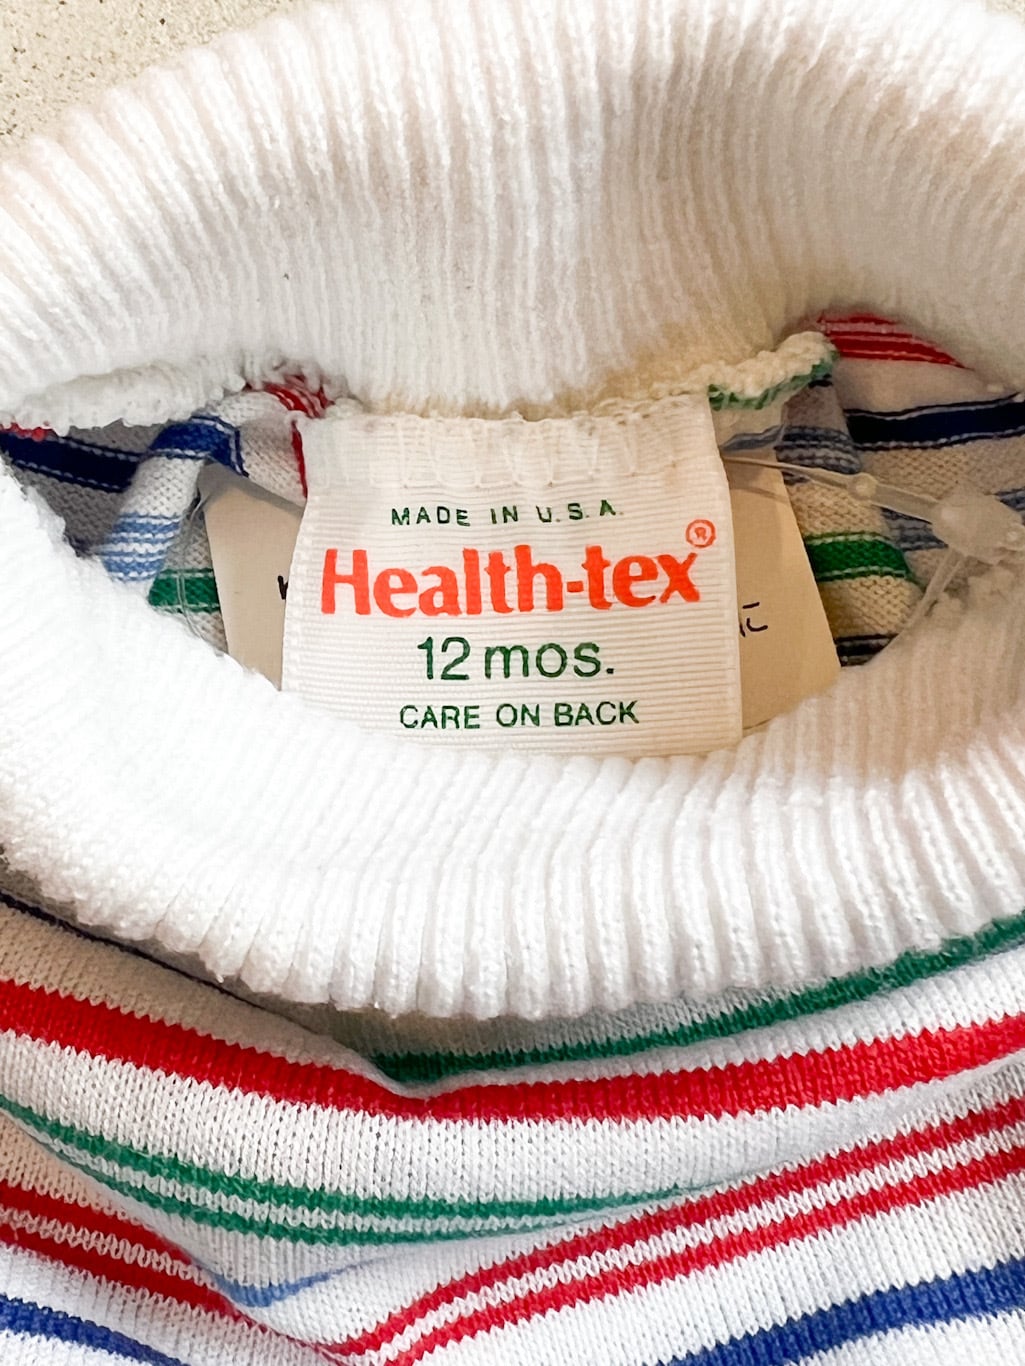 MADE IN U.S.A.
Health-tex®
12 mos.
CARE ON BACK